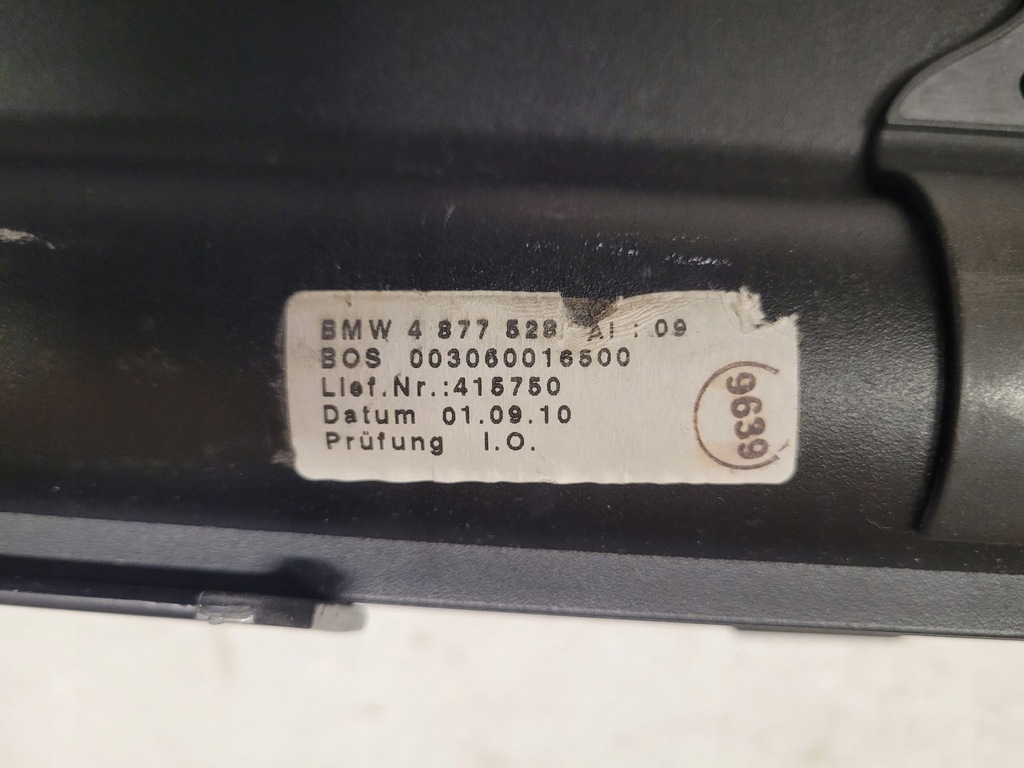 BMW 4 877 528 AI : 09
BOS 003060016500
Lief.Nr.:415750
Datum 01.09.10
Prüfung I.O.
9639